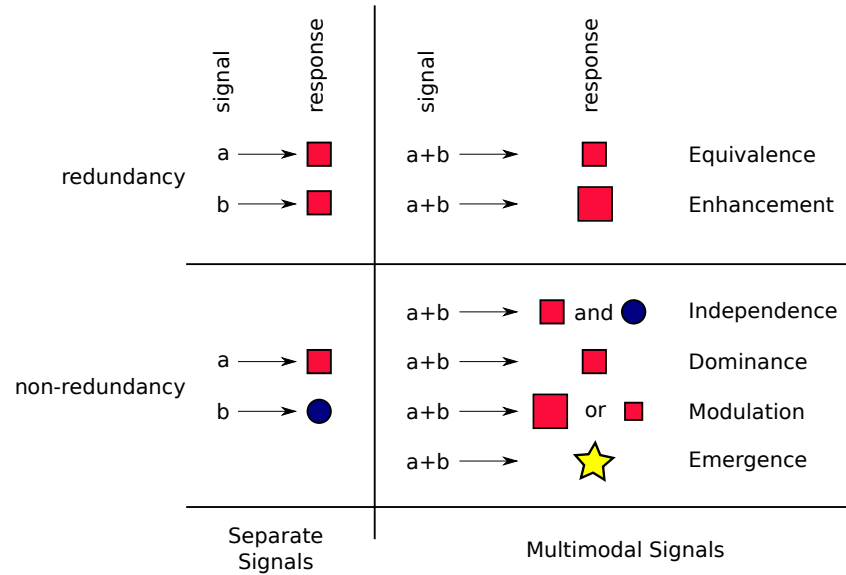 signal
response
signal
response
redundancy
a
a+b
Equivalence
b
a+b
Enhancement
non-redundancy
a+b
and
Independence
a
a+b
Dominance
b
a+b
or
Modulation
a+b
Emergence
Separate
Signals
Multimodal Signals